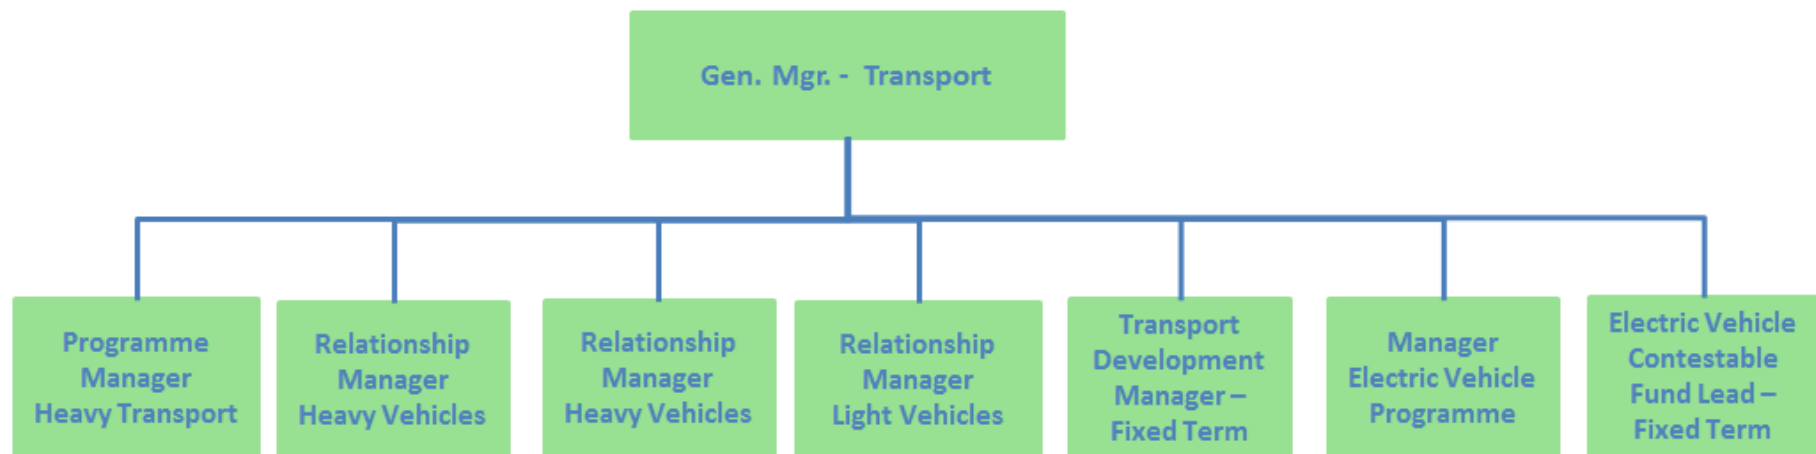 Gen. Mgr. - Transport
Programme
Manager
Heavy Transport
Relationship
Manager
Heavy Vehicles
Relationship
Manager
Heavy Vehicles
Relationship
Manager
Light Vehicles
Transport
Development
Manager –
Fixed Term
Manager
Electric Vehicle
Programme
Electric Vehicle
Contestable
Fund Lead –
Fixed Term